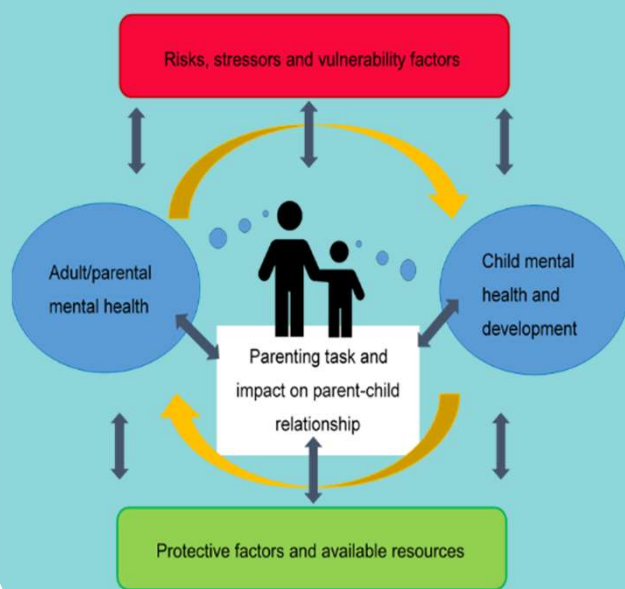 Risks, stressors and vulnerability factors
Adult/parental
mental health
Child mental
health and
development
Parenting task and
impact on parent-child
relationship
Protective factors and available resources